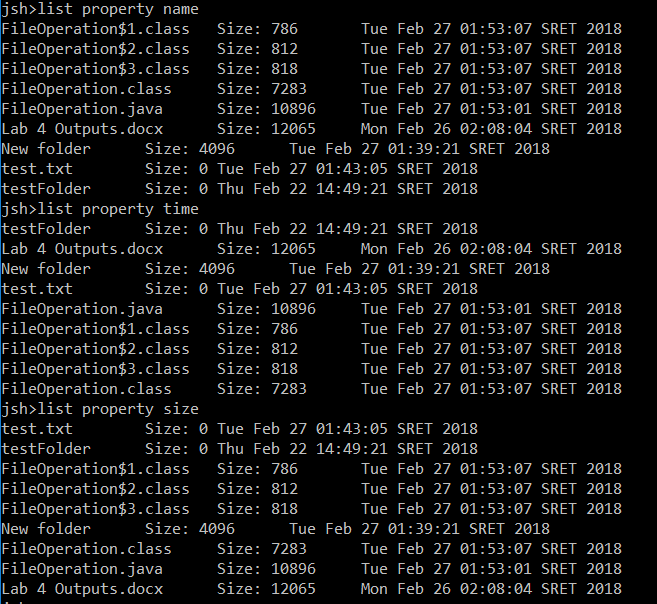 jsh>list property name
FileOperation$1.class   Size: 786       Tue Feb 27 01:53:07 SRET 2018
FileOperation$2.class   Size: 812       Tue Feb 27 01:53:07 SRET 2018
FileOperation$3.class   Size: 818       Tue Feb 27 01:53:07 SRET 2018
FileOperation.class     Size: 7283      Tue Feb 27 01:53:07 SRET 2018
FileOperation.java      Size: 10896     Tue Feb 27 01:53:01 SRET 2018
Lab 4 Outputs.docx      Size: 12065     Mon Feb 26 02:08:04 SRET 2018
New folder      Size: 4096      Tue Feb 27 01:39:21 SRET 2018
test.txt        Size: 0 Tue Feb 27 01:43:05 SRET 2018
testFolder      Size: 0 Thu Feb 22 14:49:21 SRET 2018
jsh>list property time
testFolder      Size: 0 Thu Feb 22 14:49:21 SRET 2018
Lab 4 Outputs.docx      Size: 12065     Mon Feb 26 02:08:04 SRET 2018
New folder      Size: 4096      Tue Feb 27 01:39:21 SRET 2018
test.txt        Size: 0 Tue Feb 27 01:43:05 SRET 2018
FileOperation.java      Size: 10896     Tue Feb 27 01:53:01 SRET 2018
FileOperation$1.class   Size: 786       Tue Feb 27 01:53:07 SRET 2018
FileOperation$2.class   Size: 812       Tue Feb 27 01:53:07 SRET 2018
FileOperation$3.class   Size: 818       Tue Feb 27 01:53:07 SRET 2018
FileOperation.class     Size: 7283      Tue Feb 27 01:53:07 SRET 2018
jsh>list property size
test.txt        Size: 0 Tue Feb 27 01:43:05 SRET 2018
testFolder      Size: 0 Thu Feb 22 14:49:21 SRET 2018
FileOperation$1.class   Size: 786       Tue Feb 27 01:53:07 SRET 2018
FileOperation$2.class   Size: 812       Tue Feb 27 01:53:07 SRET 2018
FileOperation$3.class   Size: 818       Tue Feb 27 01:53:07 SRET 2018
New folder      Size: 4096      Tue Feb 27 01:39:21 SRET 2018
FileOperation.class     Size: 7283      Tue Feb 27 01:53:07 SRET 2018
FileOperation.java      Size: 10896     Tue Feb 27 01:53:01 SRET 2018
Lab 4 Outputs.docx      Size: 12065     Mon Feb 26 02:08:04 SRET 2018